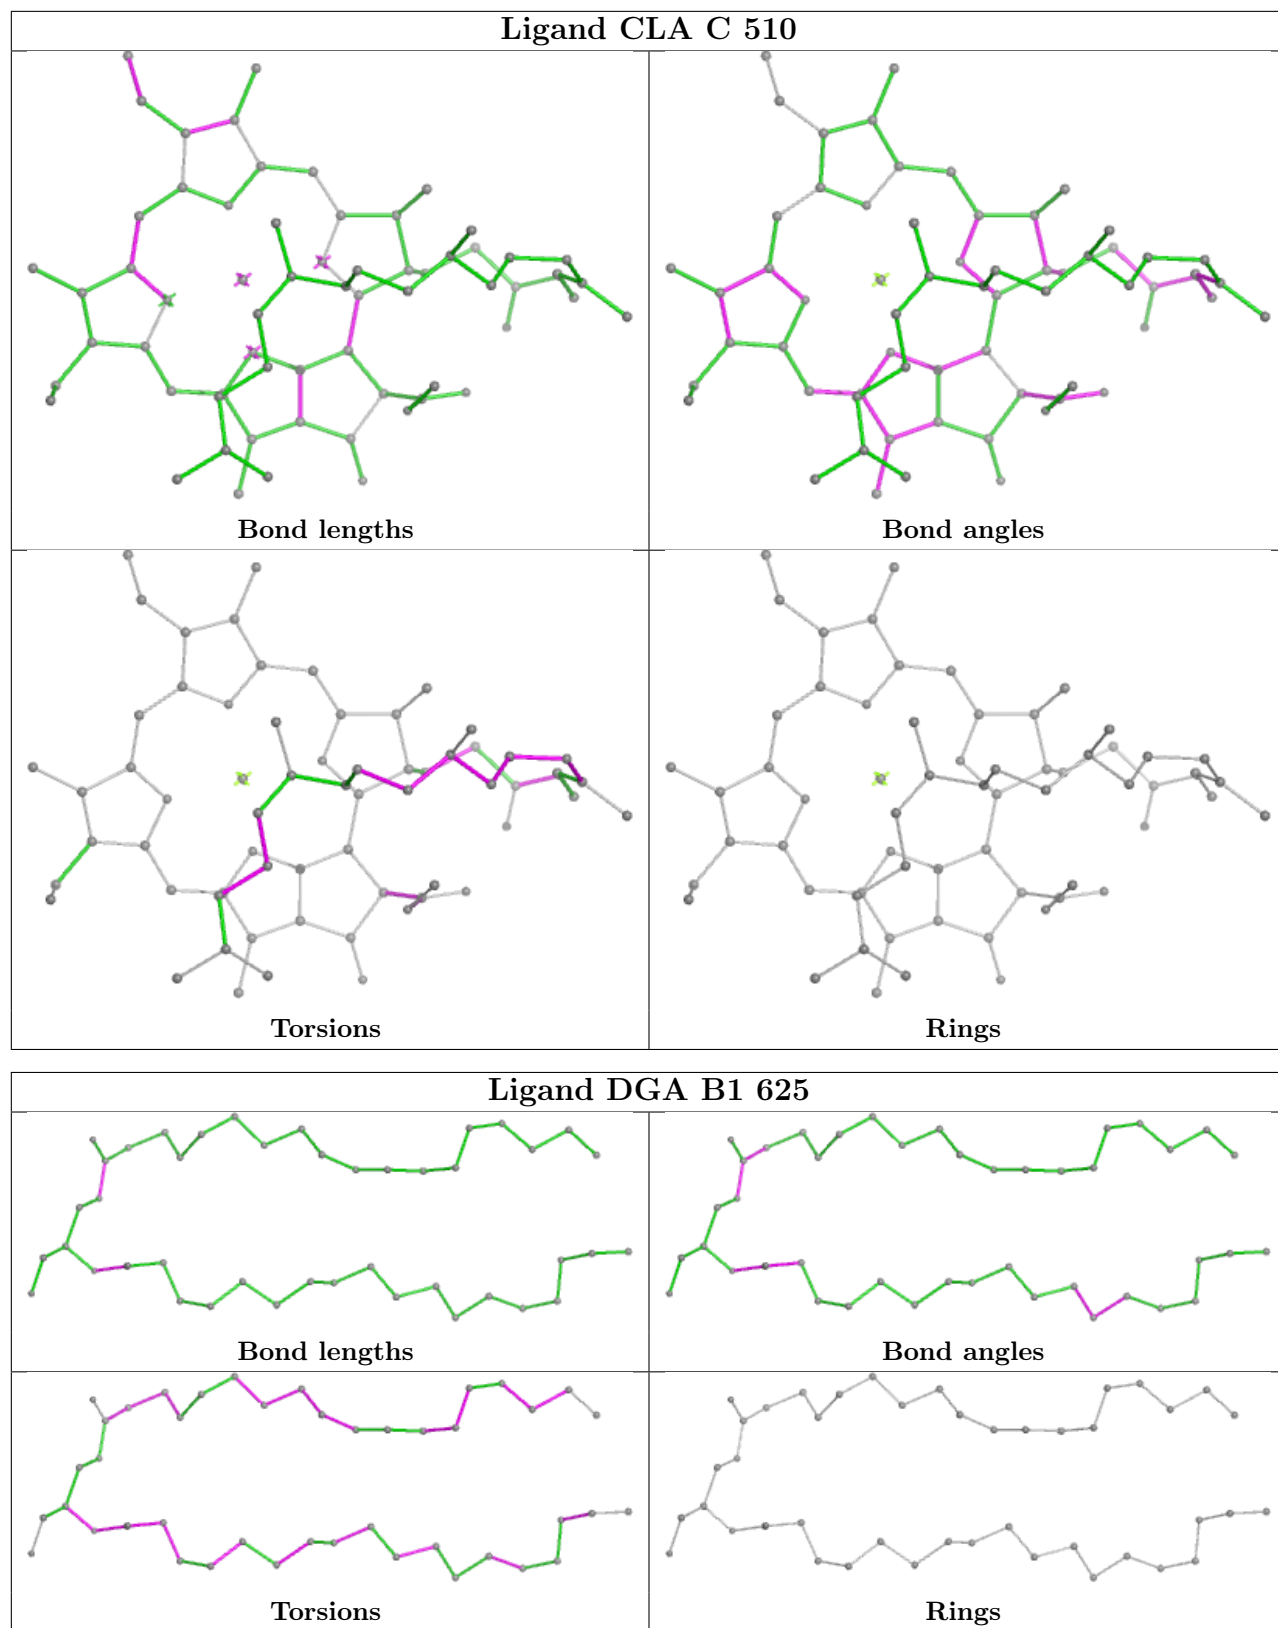 Ligand CLA C 510
Bond lengths
Bond angles
Torsions
Rings
Ligand DGA B1 625
Bond lengths
Bond angles
Torsions
Rings